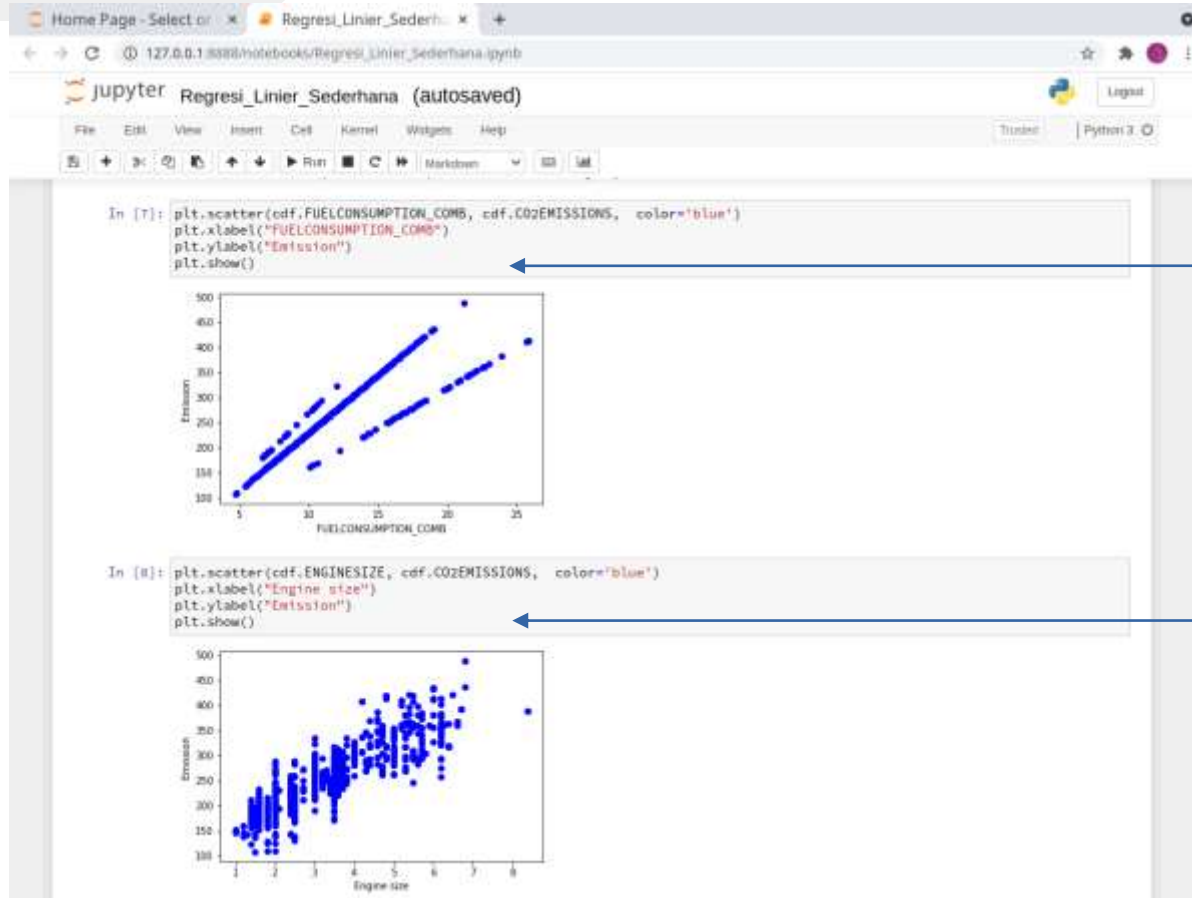 Home Page - Select or
Regresi_Linier_Sederh
127.0.0.1:8888/notebooks/Regresi_Linier_Sederhana.ipynb
jupyter Regresi_Linier_Sederhana (autosaved)
Logout
File Edit View Insert Cell Kernel Widgets Help
Trusted Python 3
Run Markdown
In [7]: plt.scatter(cdf.FUELCONSUMPTION_COMB, cdf.CO2EMISSIONS, color='blue')
plt.xlabel("FUELCONSUMPTION_COMB")
plt.ylabel("Emission")
plt.show()
500
450
400
350
300
250
200
150
100
Emission
5 10 15 20 25
FUELCONSUMPTION_COMB
In [8]: plt.scatter(cdf.ENGINESIZE, cdf.CO2EMISSIONS, color='blue')
plt.xlabel("Engine size")
plt.ylabel("Emission")
plt.show()
500
450
400
350
300
250
200
150
100
Emission
1 2 3 4 5 6 7 8
Engine size